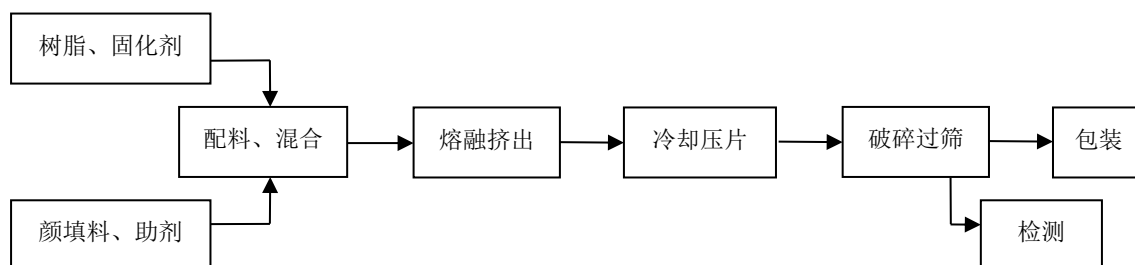 树脂、固化剂
配料、混合
熔融挤出
冷却压片
破碎过筛
包装
颜填料、助剂
检测